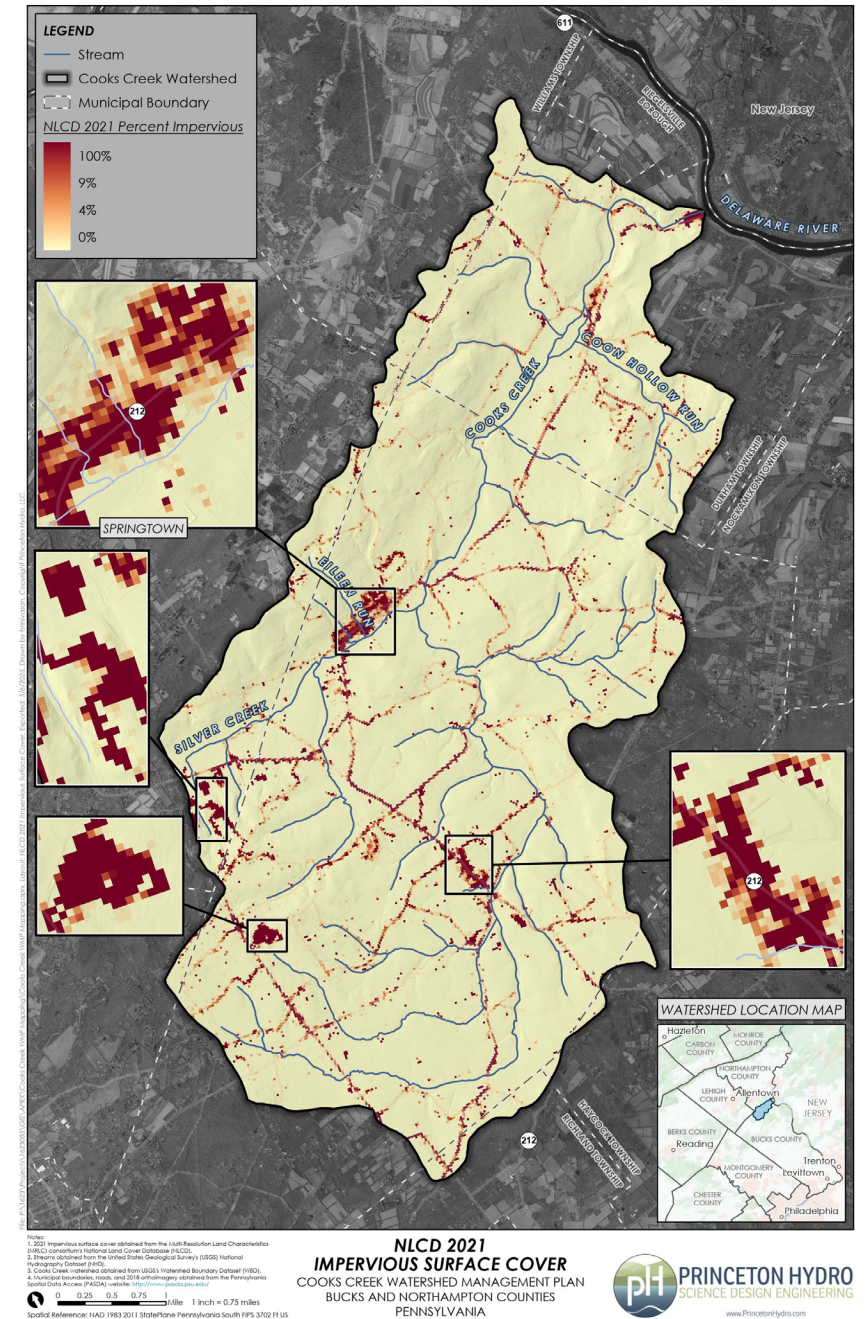 LEGEND
Stream
Cooks Creek Watershed
Municipal Boundary
NLCD 2021 Percent Impervious
100%
9%
4%
0%
611
WILLIAMS TOWNSHIP
RIEGELSVILLE
BOROUGH
New Jersey
DELAWARE RIVER
COON HOLLOW RUN
COOKS CREEK
DURHAM TOWNSHIP
NOCKAMIXON TOWNSHIP
212
SPRINGTOWN
EILEEN RUN
SILVER CREEK
212
WATERSHED LOCATION MAP
Hazleton
MONROE
COUNTY
CARBON
COUNTY
NORTHAMPTON
COUNTY
LEHIGH
COUNTY
Allentown
NEW
JERSEY
BERKS COUNTY
BUCKS COUNTY
Reading
Trenton
MONTGOMERY
COUNTY
Levittown
CHESTER
COUNTY
Philadelphia
212
HAYCOCK TOWNSHIP
RICHLAND TOWNSHIP
Notes:
1. 2021 Impervious surface cover obtained from the Multi-Resolution Land Characteristics
(MRLC) consortium's National Land Cover Database (NLCD).
2. Streams obtained from the United States Geological Survey's (USGS) National
Hydrography Dataset (NHD).
3. Cooks Creek watershed obtained from USGS's Watershed Boundary Dataset (WBD).
4. Municipal boundaries, roads, and 2018 orthoimagery obtained from the Pennsylvania
Spatial Data Access (PASDA) website: http://www.pasda.psu.edu/
0 0.25 0.5 0.75 1
Mile 1 inch = 0.75 miles
Spatial Reference: NAD 1983 2011 StatePlane Pennsylvania South FIPS 3702 Ft US
NLCD 2021
IMPERVIOUS SURFACE COVER
COOKS CREEK WATERSHED MANAGEMENT PLAN
BUCKS AND NORTHAMPTON COUNTIES
PENNSYLVANIA
pH
PRINCETON HYDRO
SCIENCE DESIGN ENGINEERING
www.PrincetonHydro.com